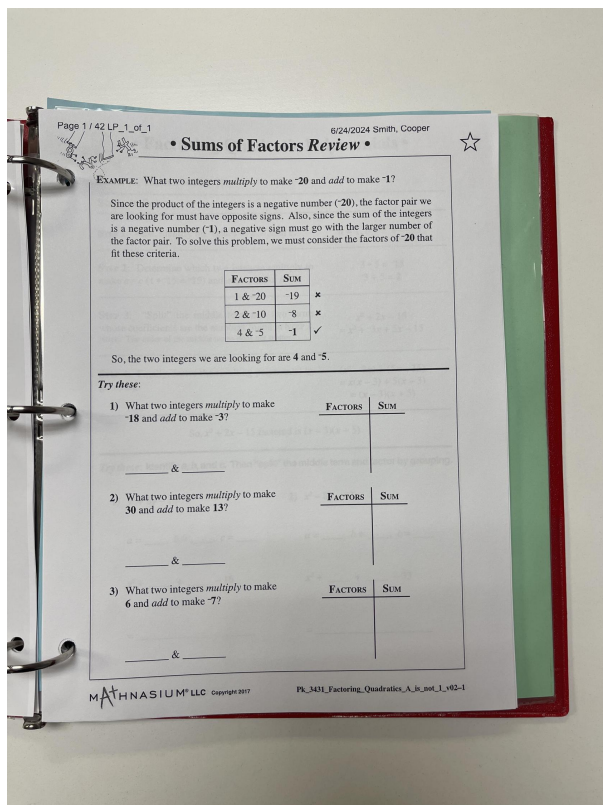 Page 1 / 42 LP_1_of_1
6/24/2024 Smith, Cooper
• Sums of Factors Review •
EXAMPLE: What two integers multiply to make ⁻20 and add to make ⁻1?
Since the product of the integers is a negative number (⁻20), the factor pair we
are looking for must have opposite signs. Also, since the sum of the integers
is a negative number (⁻1), a negative sign must go with the larger number of
the factor pair. To solve this problem, we must consider the factors of ⁻20 that
fit these criteria.
FACTORS SUM
1 & ⁻20 ⁻19 ×
2 & ⁻10 ⁻8 ×
4 & ⁻5 ⁻1 ✓
So, the two integers we are looking for are 4 and ⁻5.
Try these:
1) What two integers multiply to make
⁻18 and add to make ⁻3?
FACTORS SUM
_______ & _______
2) What two integers multiply to make
30 and add to make 13?
FACTORS SUM
_______ & _______
3) What two integers multiply to make
6 and add to make ⁻7?
FACTORS SUM
_______ & _______
MATHNASIUM® LLC Copyright 2017
Pk_3431_Factoring_Quadratics_A_is_not_1_v02–1